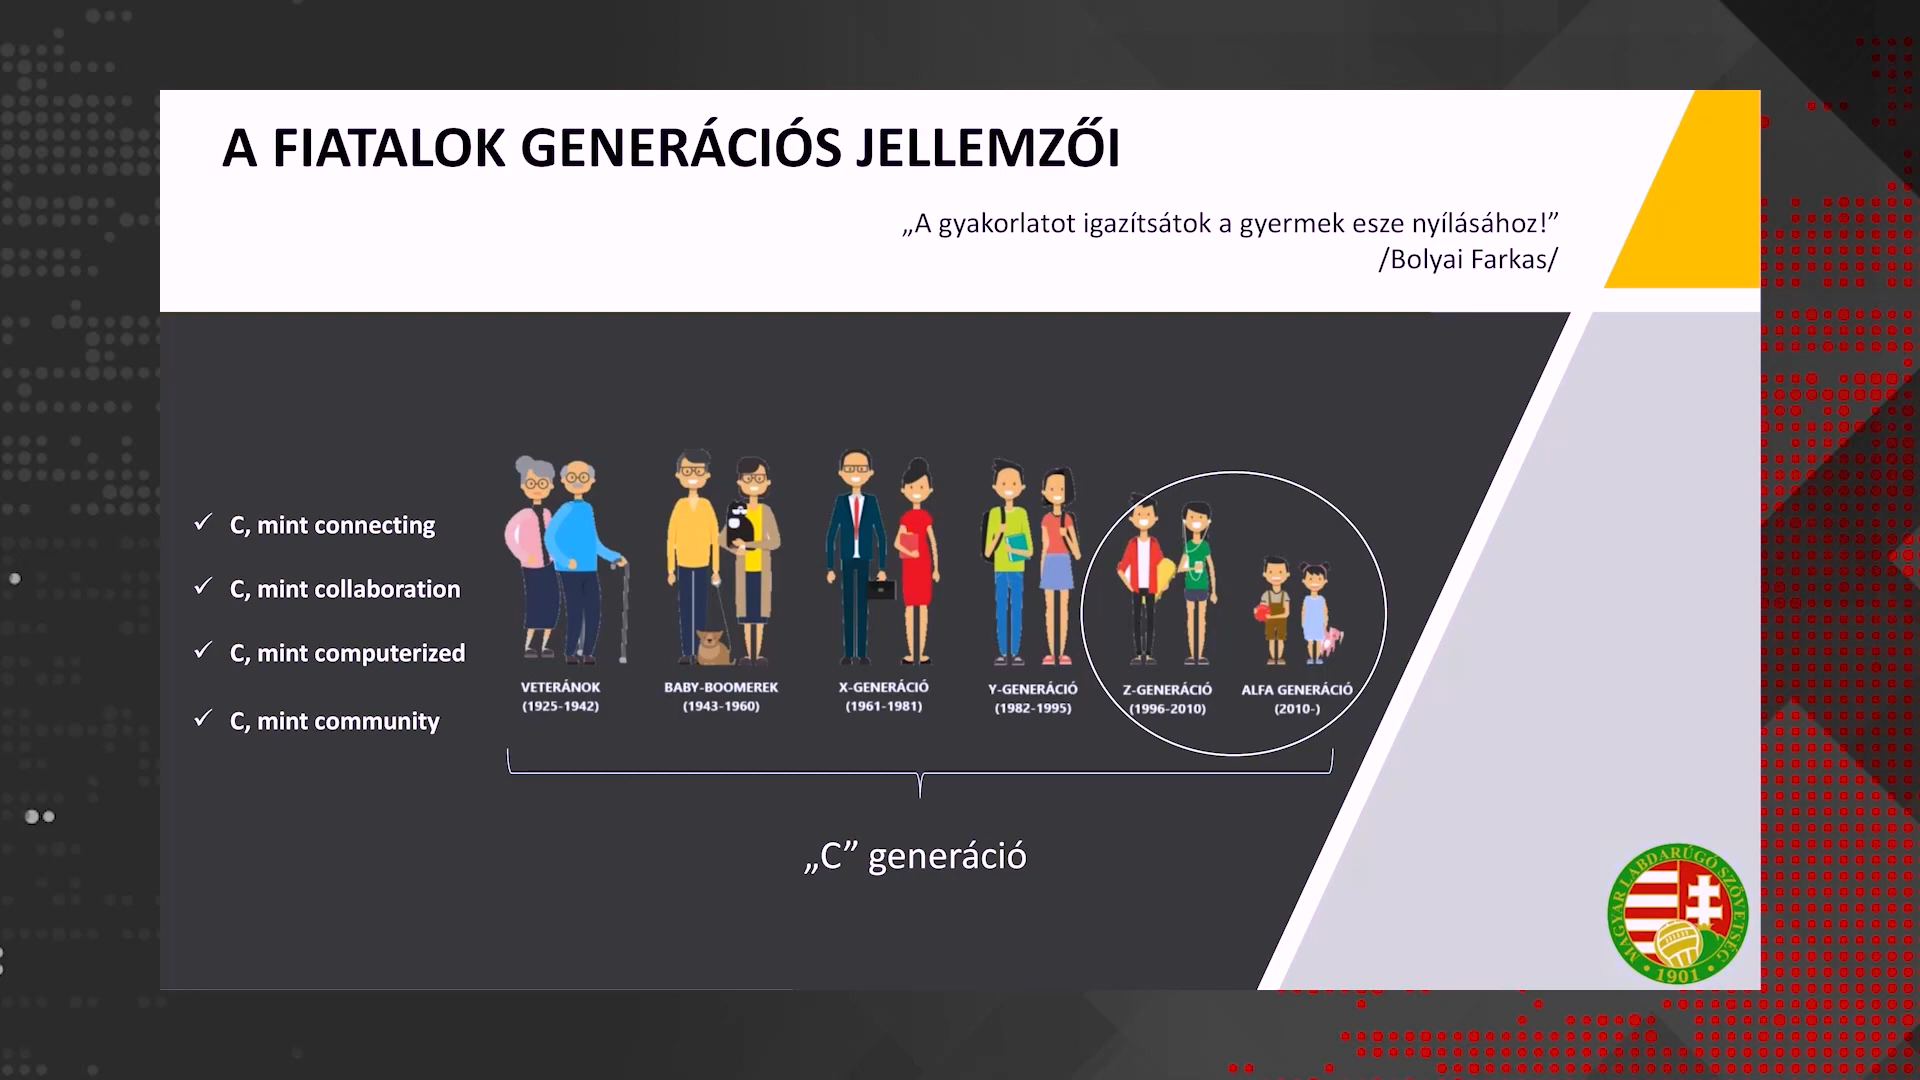 A FIATALOK GENERÁCIÓS JELLEMZŐI
„A gyakorlatot igazítsátok a gyermek esze nyílásához!”
/Bolyai Farkas/
C, mint connecting
C, mint collaboration
C, mint computerized
C, mint community
VETERÁNOK
(1925-1942)
BABY-BOOMEREK
(1943-1960)
X-GENERÁCIÓ
(1961-1981)
Y-GENERÁCIÓ
(1982-1995)
Z-GENERÁCIÓ
(1996-2010)
ALFA GENERÁCIÓ
(2010-)
„C” generáció
MAGYAR LABDARÚGÓ SZÖVETSÉG
• 1901 •